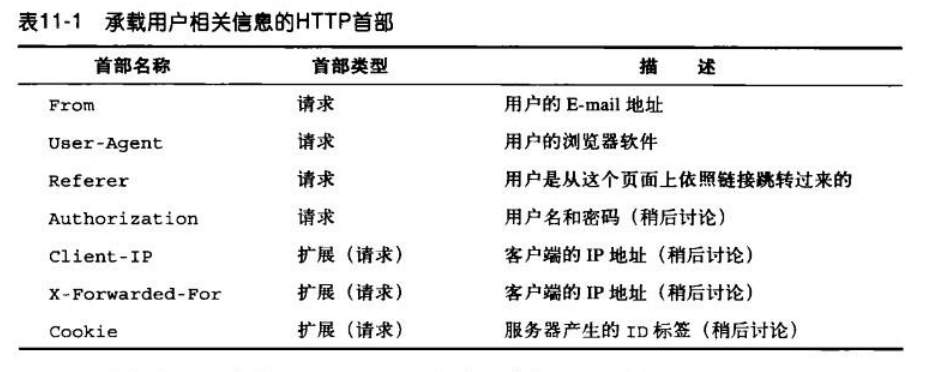 表11-1 承载用户相关信息的HTTP首部
首部名称 首部类型 描 述
From 请求 用户的 E-mail 地址
User-Agent 请求 用户的浏览器软件
Referer 请求 用户是从这个页面上依照链接跳转过来的
Authorization 请求 用户名和密码（稍后讨论）
Client-IP 扩展（请求） 客户端的 IP 地址（稍后讨论）
X-Forwarded-For 扩展（请求） 客户端的 IP 地址（稍后讨论）
Cookie 扩展（请求） 服务器产生的 ID 标签（稍后讨论）